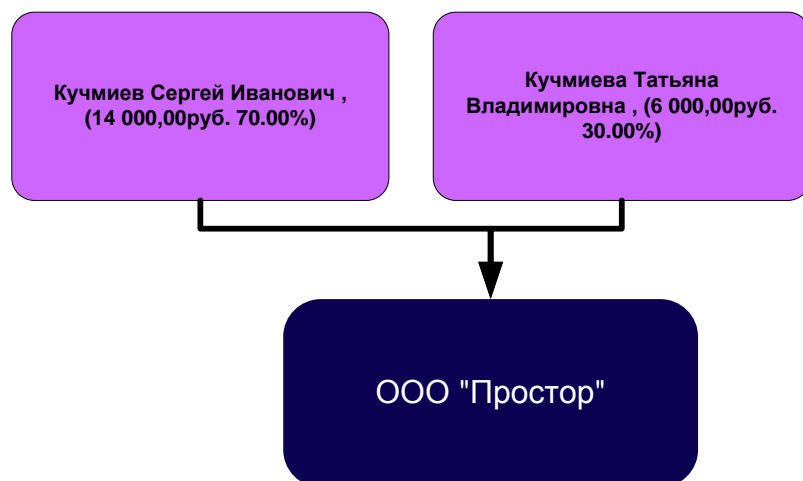 Кучмиев Сергей Иванович ,
(14 000,00руб. 70.00%)
Кучмиева Татьяна
Владимировна , (6 000,00руб.
30.00%)
ООО "Простор"